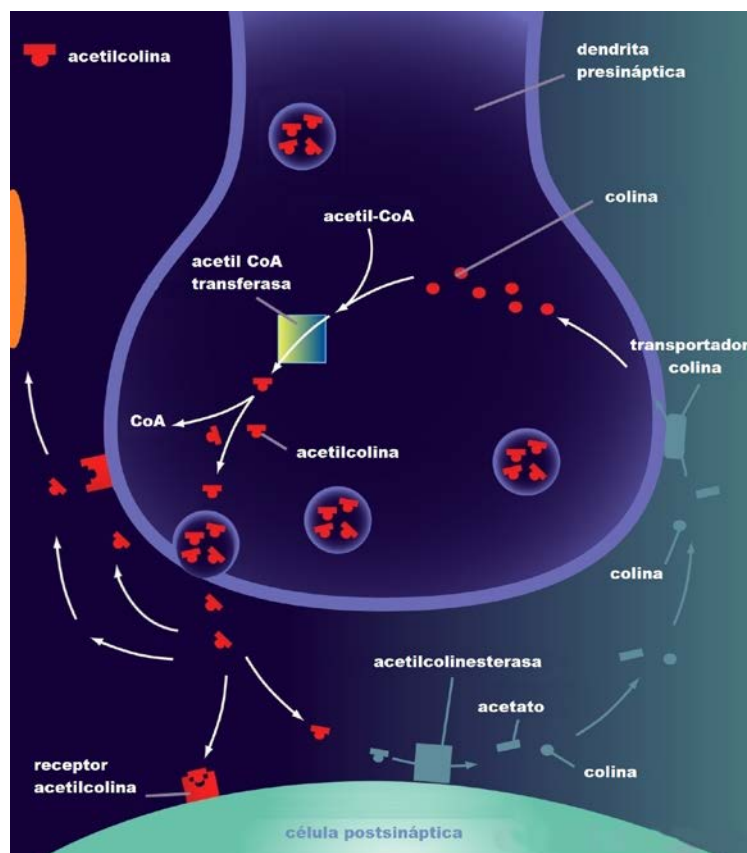 acetilcolina
dendrita
presináptica
colina
acetil-CoA
acetil CoA
transferasa
transportador
colina
CoA
acetilcolina
colina
acetilcolinesterasa
acetato
receptor
acetilcolina
colina
célula postsináptica